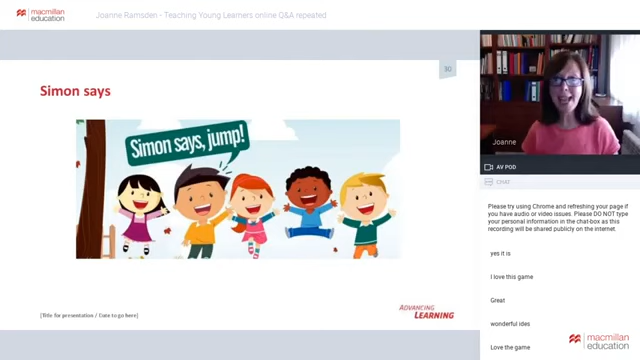 macmillan
education
Joanne Ramsden - Teaching Young Learners online Q&A repeated
30
Simon says
Simon says, jump!
[Title for presentation / Date to go here]
ADVANCING
LEARNING
Joanne
AV POD
CHAT
Please try using Chrome and refreshing your page if
you have audio or video issues. Please DO NOT type
your personal information in the chat-box as this
recording will be shared publicly on the internet.
yes it is
I love this game
Great
wonderful ides
Love the game
macmillan
education